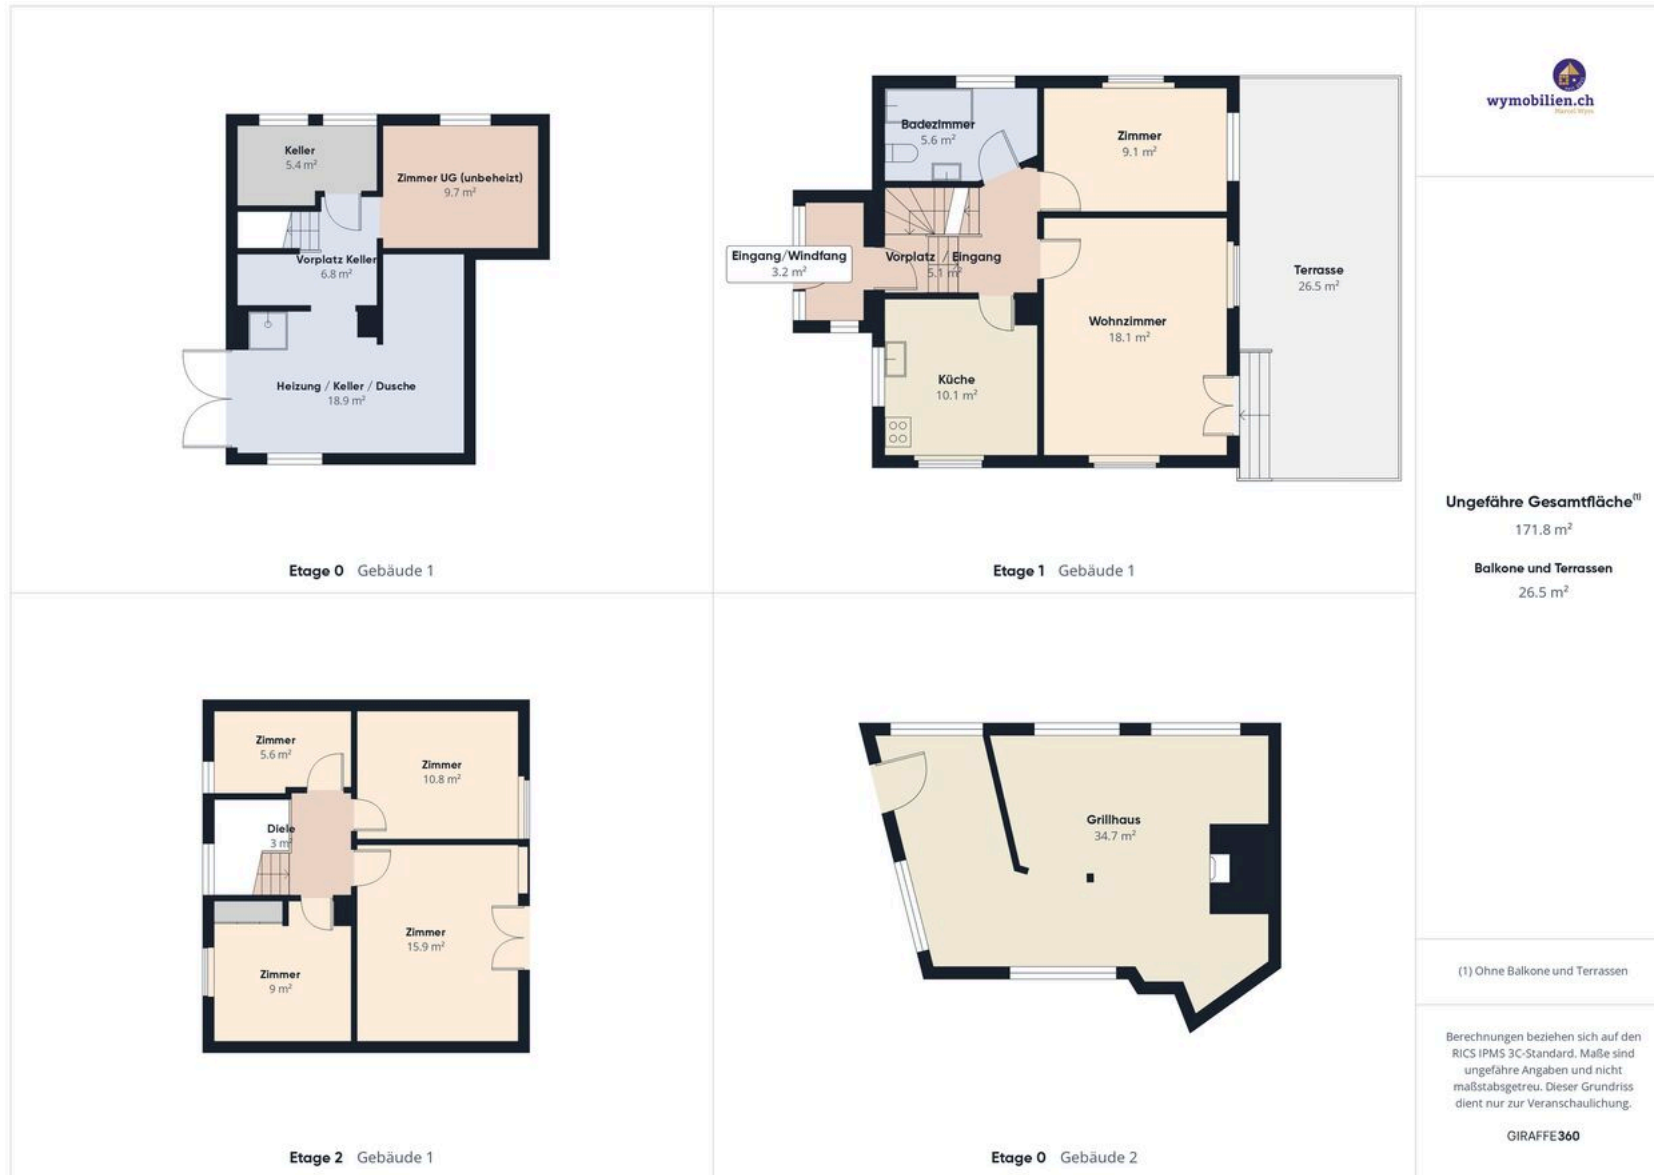 Keller
5.4 m²
Zimmer UG (unbeheizt)
9.7 m²
Vorplatz Keller
6.8 m²
Heizung / Keller / Dusche
18.9 m²
Etage 0 Gebäude 1
Badezimmer
5.6 m²
Zimmer
9.1 m²
Eingang/Windfang
3.2 m²
Vorplatz / Eingang
5.1 m²
Terrasse
26.5 m²
Wohnzimmer
18.1 m²
Küche
10.1 m²
Etage 1 Gebäude 1
Zimmer
5.6 m²
Zimmer
10.8 m²
Diele
3 m²
Zimmer
15.9 m²
Zimmer
9 m²
Etage 2 Gebäude 1
Grillhaus
34.7 m²
Etage 0 Gebäude 2
wymobilien.ch
Marcel Wyss
Ungefähre Gesamtfläche(1)
171.8 m²
Balkone und Terrassen
26.5 m²
(1) Ohne Balkone und Terrassen
Berechnungen beziehen sich auf den
RICS IPMS 3C-Standard. Maße sind
ungefähre Angaben und nicht
maßstabsgetreu. Dieser Grundriss
dient nur zur Veranschaulichung.
GIRAFFE360